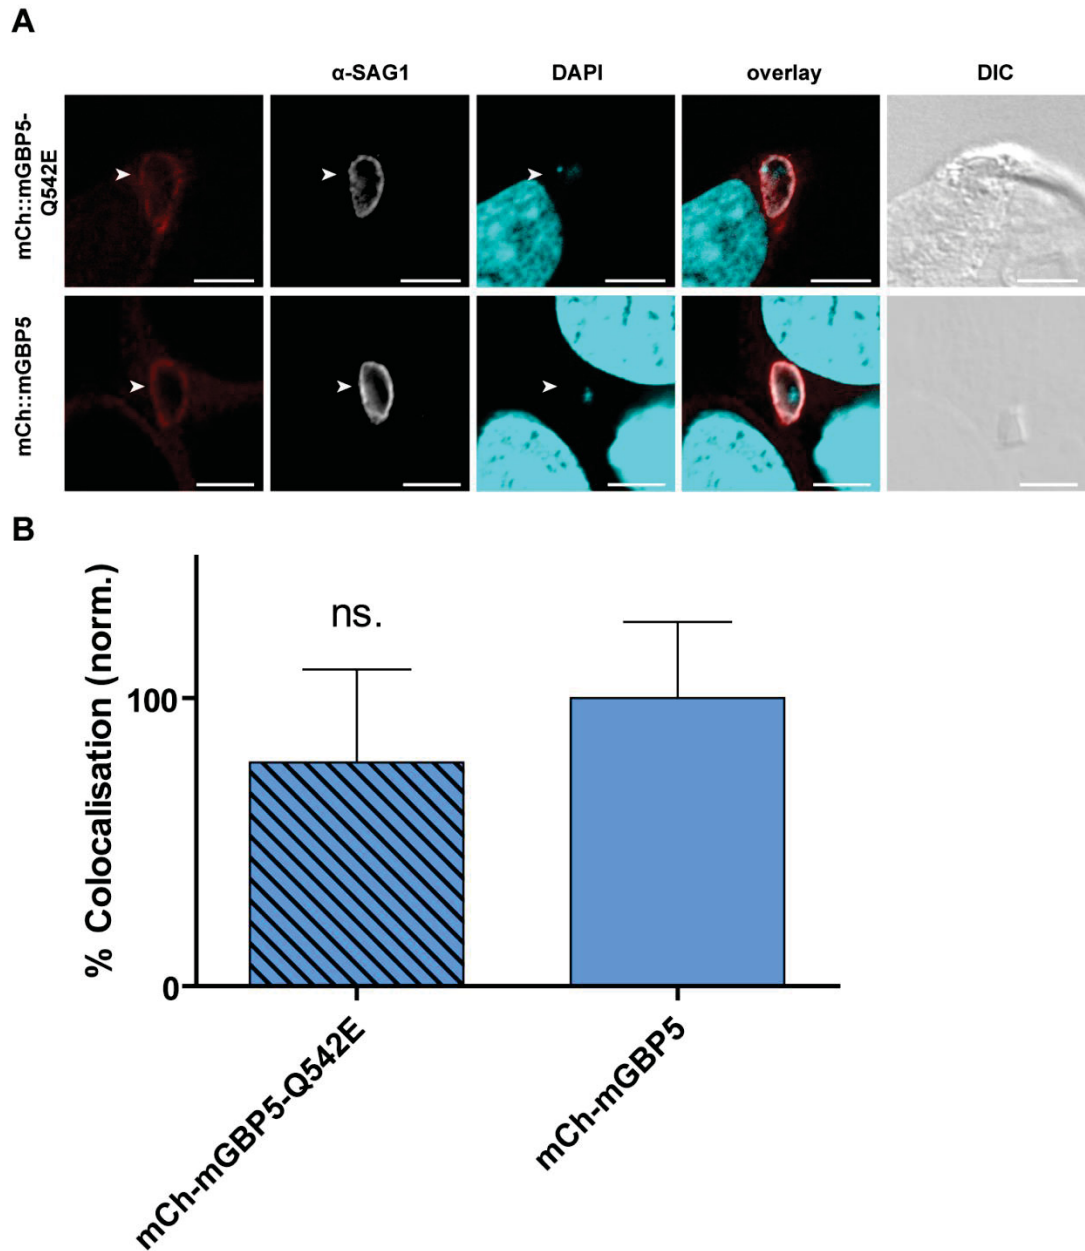 A
α-SAG1 DAPI overlay DIC
mCh::mGBP5-
Q542E
mCh::mGBP5
B
% Colocalisation (norm.)
ns.
100
0
mCh-mGBP5-Q542E
mCh-mGBP5